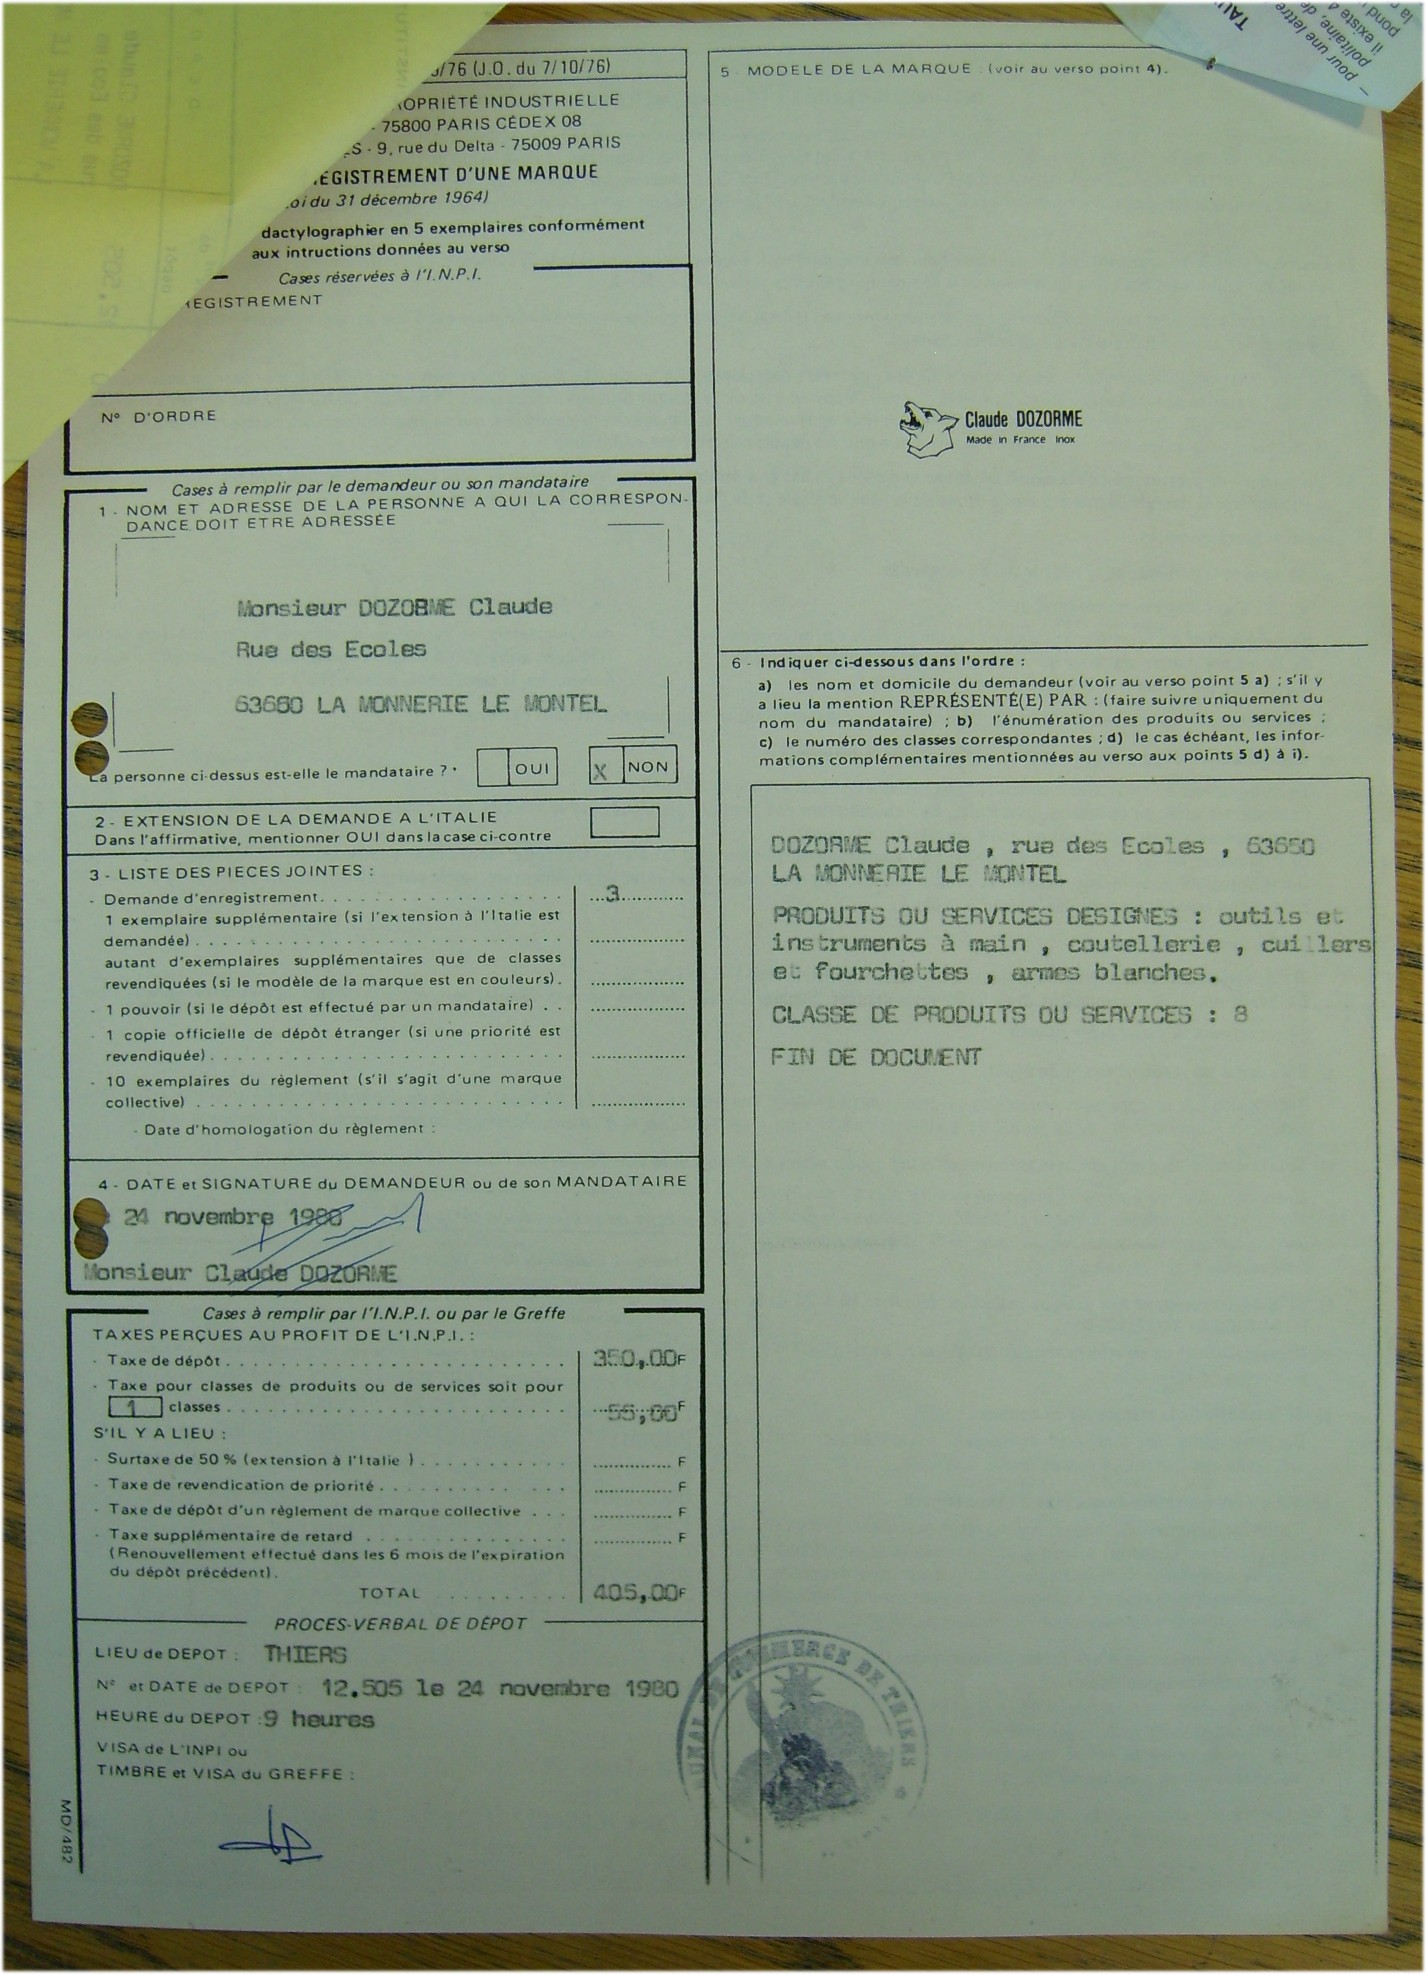 5/76 (J.O. du 7/10/76)
PROPRIÉTÉ INDUSTRIELLE
- 75800 PARIS CÉDEX 08
- 9, rue du Delta - 75009 PARIS
REGISTREMENT D'UNE MARQUE
oi du 31 décembre 1964)
dactylographier en 5 exemplaires conformément
aux intructions données au verso
Cases réservées à l'I.N.P.I.
REGISTREMENT
N° D'ORDRE
Cases à remplir par le demandeur ou son mandataire
1 - NOM ET ADRESSE DE LA PERSONNE A QUI LA CORRESPON-
DANCE DOIT ETRE ADRESSÉE
Monsieur DOZORME Claude
Rue des Ecoles
63650 LA MONNERIE LE MONTEL
La personne ci-dessus est-elle le mandataire ? * OUI X NON
2 - EXTENSION DE LA DEMANDE A L'ITALIE
Dans l'affirmative, mentionner OUI dans la case ci-contre
3 - LISTE DES PIECES JOINTES :
- Demande d'enregistrement. 3
1 exemplaire supplémentaire (si l'extension à l'Italie est
demandée)
autant d'exemplaires supplémentaires que de classes
revendiquées (si le modèle de la marque est en couleurs).
- 1 pouvoir (si le dépôt est effectué par un mandataire)
- 1 copie officielle de dépôt étranger (si une priorité est
revendiquée)
- 10 exemplaires du règlement (s'il s'agit d'une marque
collective)
- Date d'homologation du règlement :
4 - DATE et SIGNATURE du DEMANDEUR ou de son MANDATAIRE
24 novembre 1980
Monsieur Claude DOZORME
Cases à remplir par l'I.N.P.I. ou par le Greffe
TAXES PERÇUES AU PROFIT DE L'I.N.P.I. :
- Taxe de dépôt 350,00 F
- Taxe pour classes de produits ou de services soit pour
1 classes 55,00 F
S'IL Y A LIEU :
- Surtaxe de 50 % (extension à l'Italie ) F
- Taxe de revendication de priorité F
- Taxe de dépôt d'un règlement de marque collective F
- Taxe supplémentaire de retard F
(Renouvellement effectué dans les 6 mois de l'expiration
du dépôt précédent).
TOTAL 405,00 F
PROCES-VERBAL DE DÉPOT
LIEU de DEPOT : THIERS
N° et DATE de DEPOT : 12.505 le 24 novembre 1980
HEURE du DEPOT : 9 heures
VISA de L'INPI ou
TIMBRE et VISA du GREFFE :
MD/482
5 - MODELE DE LA MARQUE : (voir au verso point 4).
Claude DOZORME
Made in France Inox
6 - Indiquer ci-dessous dans l'ordre :
a) les nom et domicile du demandeur (voir au verso point 5 a) ; s'il y
a lieu la mention REPRÉSENTÉ(E) PAR : (faire suivre uniquement du
nom du mandataire) ; b) l'énumération des produits ou services ;
c) le numéro des classes correspondantes ; d) le cas échéant, les infor-
mations complémentaires mentionnées au verso aux points 5 d) à i).
DOZORME Claude , rue des Ecoles , 63650
LA MONNERIE LE MONTEL
PRODUITS OU SERVICES DESIGNES : outils et
instruments à main , coutellerie , cuillers
et fourchettes , armes blanches.
CLASSE DE PRODUITS OU SERVICES : 8
FIN DE DOCUMENT
COMMERCE DE THIERS